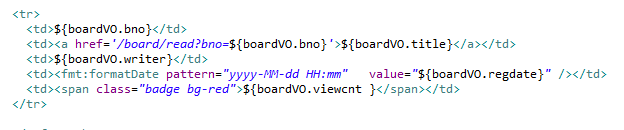 <tr>
<td>${boardVO.bno}</td>
<td><a href='/board/read?bno=${boardVO.bno}'>${boardVO.title}</a></td>
<td>${boardVO.writer}</td>
<td><fmt:formatDate pattern="yyyy-MM-dd HH:mm"   value="${boardVO.regdate}" /></td>
<td><span class="badge bg-red">${boardVO.viewcnt }</span></td>
</tr>